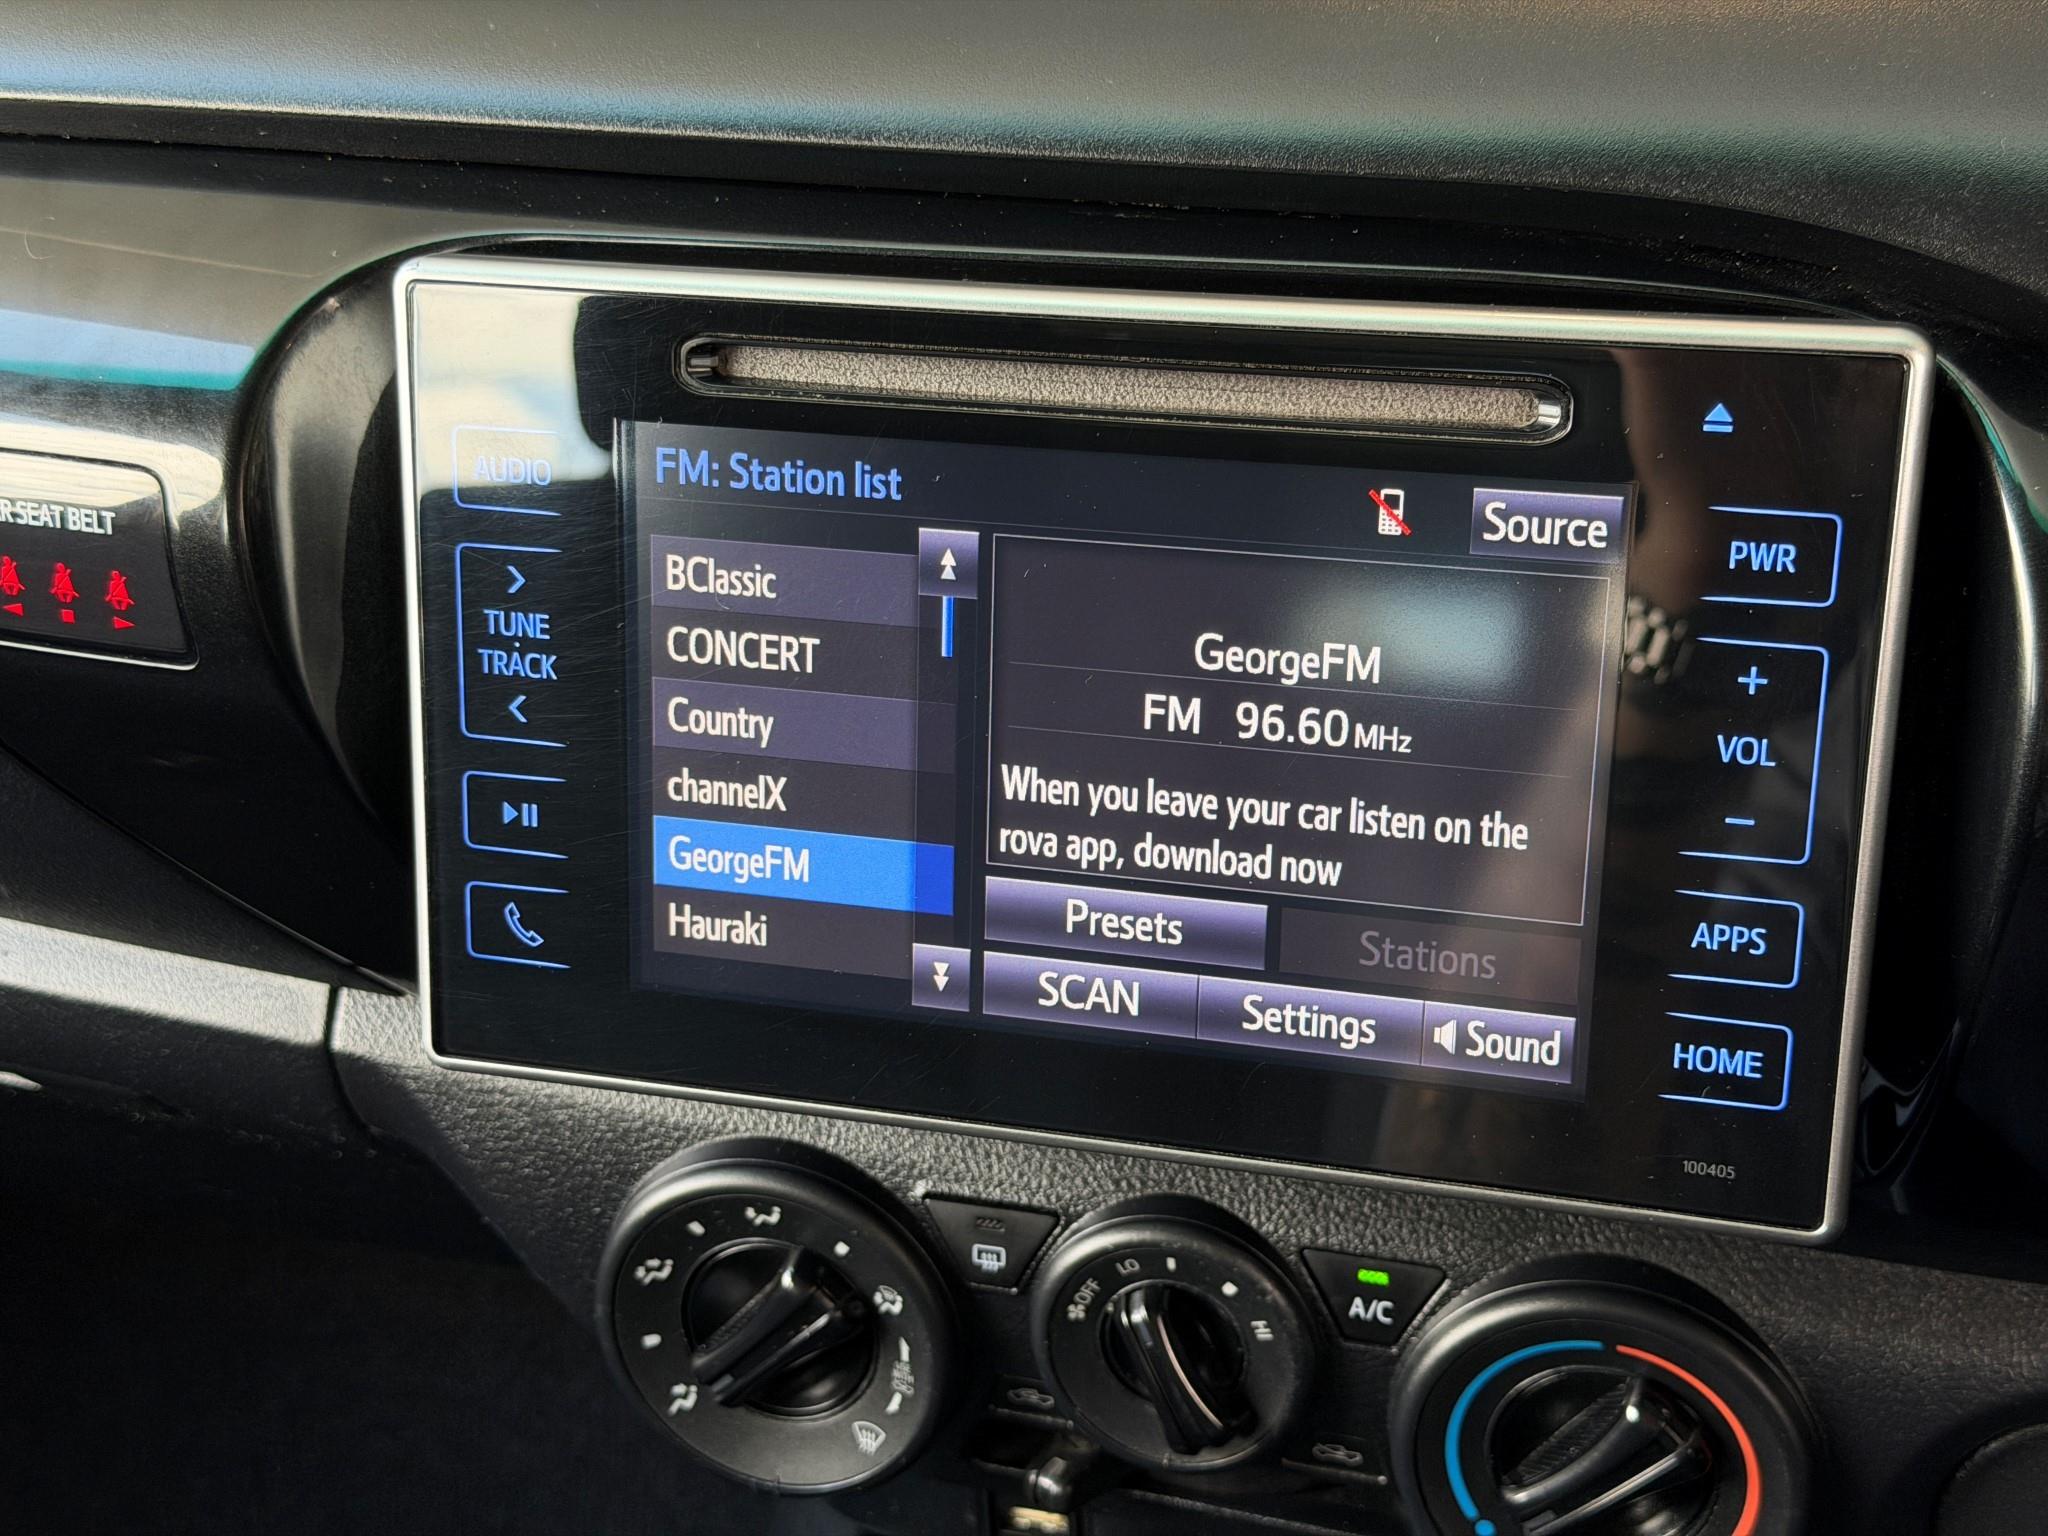 R SEAT BELT
AUDIO
TUNE
TRACK
FM: Station list
Source
BClassic
CONCERT
Country
channelX
GeorgeFM
Hauraki
GeorgeFM
FM 96.60 MHz
When you leave your car listen on the
rova app, download now
Presets
Stations
SCAN
Settings
Sound
PWR
+
VOL
-
APPS
HOME
100405
OFF
LO
HI
A/C